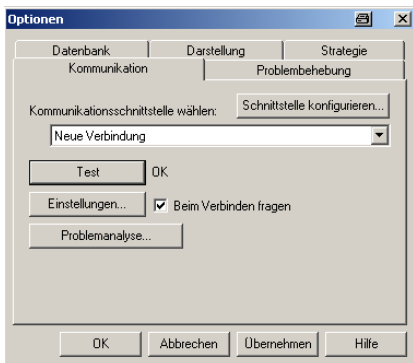 Optionen
Datenbank Darstellung Strategie
Kommunikation Problembehebung
Kommunikationsschnittstelle wählen: Schnittstelle konfigurieren...
Neue Verbindung
Test OK
Einstellungen... Beim Verbinden fragen
Problemanalyse...
OK Abbrechen Übernehmen Hilfe